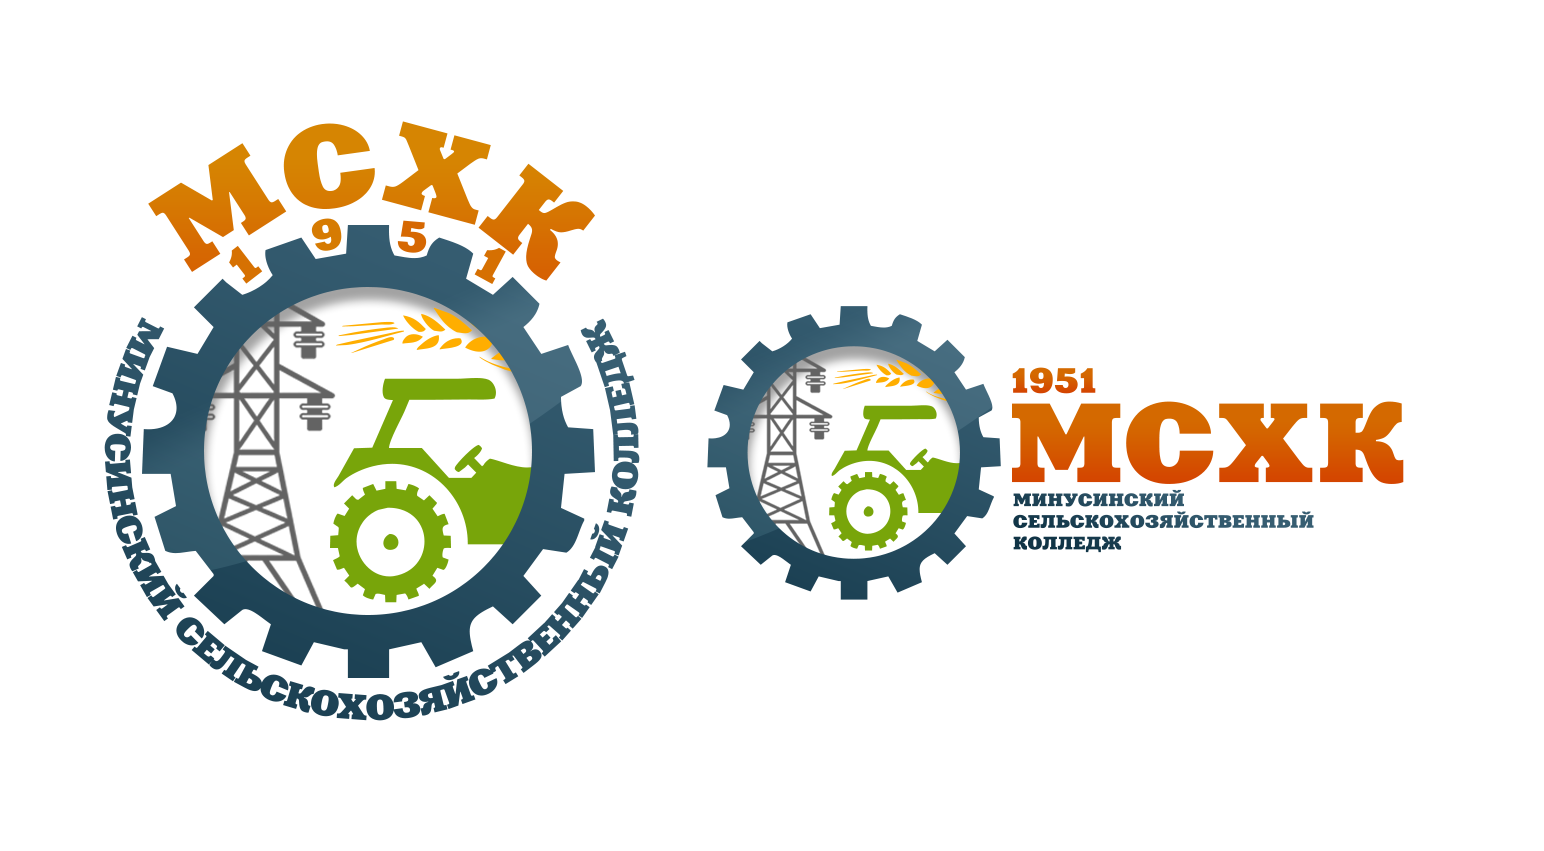 МСХК
1951
МИНУСИНСКИЙ СЕЛЬСКОХОЗЯЙСТВЕННЫЙ КОЛЛЕДЖ
1951
МСХК
МИНУСИНСКИЙ
СЕЛЬСКОХОЗЯЙСТВЕННЫЙ
КОЛЛЕДЖ